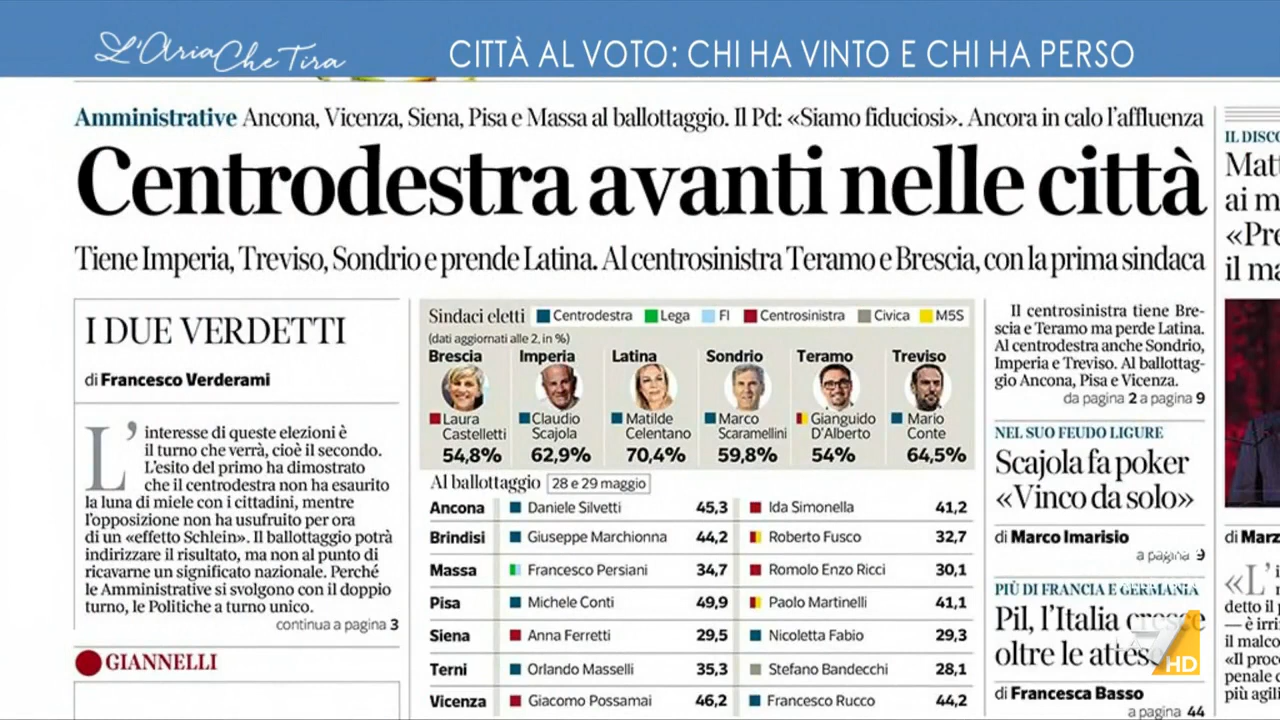 L'Aria Che Tira
CITTÀ AL VOTO: CHI HA VINTO E CHI HA PERSO
Amministrative Ancona, Vicenza, Siena, Pisa e Massa al ballottaggio. Il Pd: «Siamo fiduciosi». Ancora in calo l'affluenza
Centrodestra avanti nelle città
Tiene Imperia, Treviso, Sondrio e prende Latina. Al centrosinistra Teramo e Brescia, con la prima sindaca
I DUE VERDETTI
di Francesco Verderami
L'interesse di queste elezioni è
il turno che verrà, cioè il secondo.
L'esito del primo ha dimostrato
che il centrodestra non ha esaurito
la luna di miele con i cittadini, mentre
l'opposizione non ha usufruito per ora
di un «effetto Schlein». Il ballottaggio potrà
indirizzare il risultato, ma non al punto di
ricavarne un significato nazionale. Perché
le Amministrative si svolgono con il doppio
turno, le Politiche a turno unico.
continua a pagina 3
GIANNELLI
Sindaci eletti Centrodestra Lega FI Centrosinistra Civica M5S
(dati aggiornati alle 2, in %)
Brescia Imperia Latina Sondrio Teramo Treviso
Laura Claudio Matilde Marco Gianguido Mario
Castelletti Scajola Celentano Scaramellini D'Alberto Conte
54,8% 62,9% 70,4% 59,8% 54% 64,5%
Al ballottaggio 28 e 29 maggio
Ancona Daniele Silvetti 45,3 Ida Simonella 41,2
Brindisi Giuseppe Marchionna 44,2 Roberto Fusco 32,7
Massa Francesco Persiani 34,7 Romolo Enzo Ricci 30,1
Pisa Michele Conti 49,9 Paolo Martinelli 41,1
Siena Anna Ferretti 29,5 Nicoletta Fabio 29,3
Terni Orlando Masselli 35,3 Stefano Bandecchi 28,1
Vicenza Giacomo Possamai 46,2 Francesco Rucco 44,2
Il centrosinistra tiene Bre-
scia e Teramo ma perde Latina.
Al centrodestra anche Sondrio,
Imperia e Treviso. Al ballottag-
gio Ancona, Pisa e Vicenza.
da pagina 2 a pagina 9
NEL SUO FEUDO LIGURE
Scajola fa poker
«Vinco da solo»
di Marco Imarisio
a pagina 9
PIÙ DI FRANCIA E GERMANIA
Pil, l'Italia cresce
oltre le attese
di Francesca Basso
a pagina 44
IL DISCO
Matt
ai m
«Pre
il ma
di Marz
«L'i
detto il p
— è irri
il malco
«Il proc
penale c
più agil
7 HD